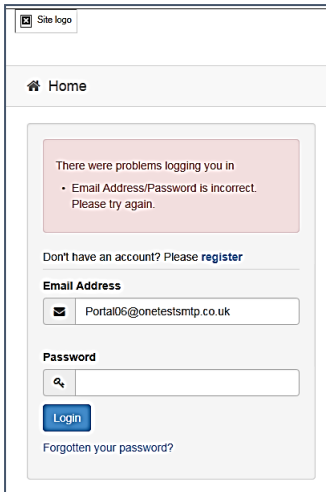 Site logo
Home
There were problems logging you in
• Email Address/Password is incorrect.
Please try again.
Don't have an account? Please register
Email Address
Portal06@onetestsmtp.co.uk
Password
Login
Forgotten your password?